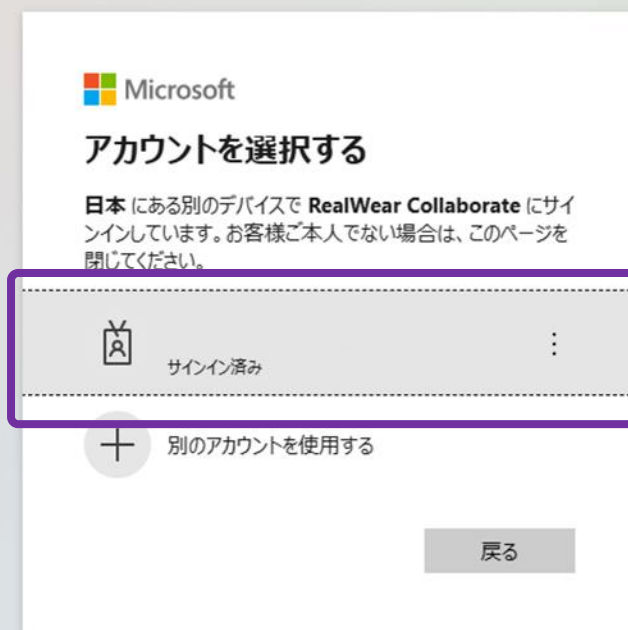 Microsoft
アカウントを選択する
日本 にある別のデバイスで RealWear Collaborate にサイ
ンインしています。お客様ご本人でない場合は、このページを
閉じてください。
サインイン済み
別のアカウントを使用する
戻る